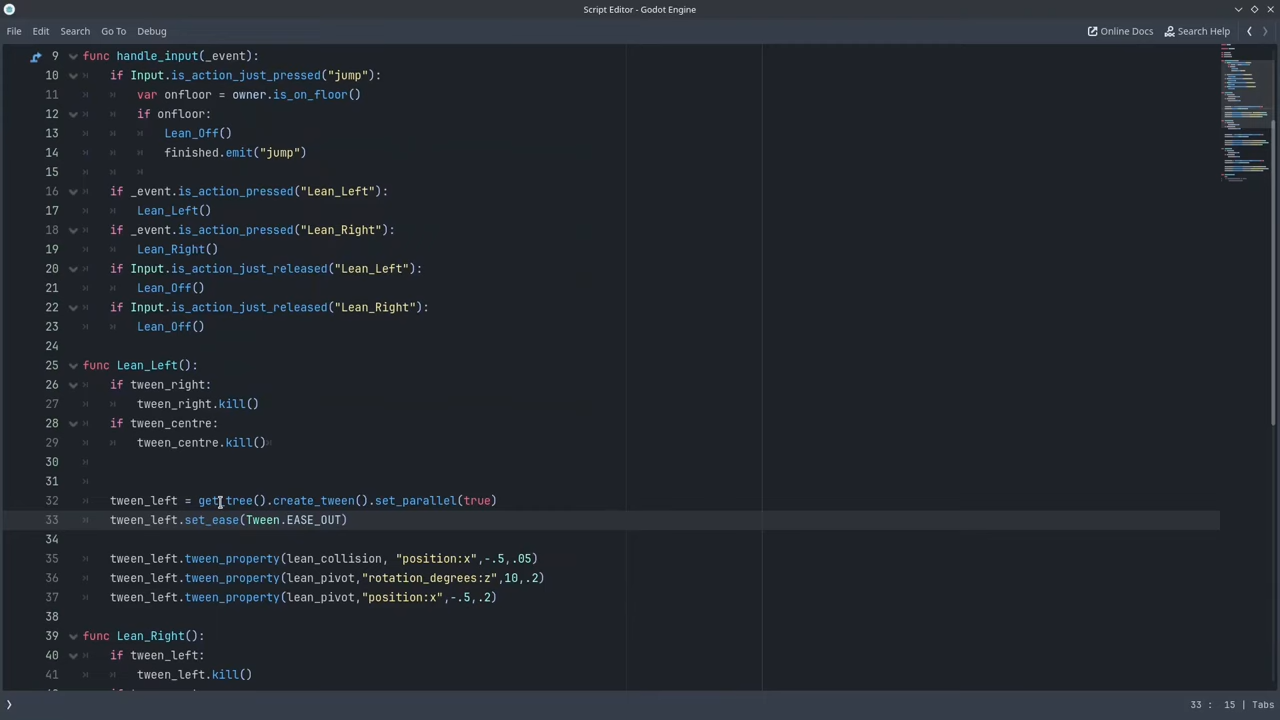 Script Editor - Godot Engine
File Edit Search Go To Debug Online Docs Search Help
9 func handle_input(_event):
10 if Input.is_action_just_pressed("jump"):
11 var onfloor = owner.is_on_floor()
12 if onfloor:
13 Lean_Off()
14 finished.emit("jump")
15
16 if _event.is_action_pressed("Lean_Left"):
17 Lean_Left()
18 if _event.is_action_pressed("Lean_Right"):
19 Lean_Right()
20 if Input.is_action_just_released("Lean_Left"):
21 Lean_Off()
22 if Input.is_action_just_released("Lean_Right"):
23 Lean_Off()
24
25 func Lean_Left():
26 if tween_right:
27 tween_right.kill()
28 if tween_centre:
29 tween_centre.kill()
30
31
32 tween_left = get_tree().create_tween().set_parallel(true)
33 tween_left.set_ease(Tween.EASE_OUT)
34
35 tween_left.tween_property(lean_collision, "position:x",-.5,.05)
36 tween_left.tween_property(lean_pivot,"rotation_degrees:z",10,.2)
37 tween_left.tween_property(lean_pivot,"position:x",-.5,.2)
38
39 func Lean_Right():
40 if tween_left:
41 tween_left.kill()
33 : 15 | Tabs